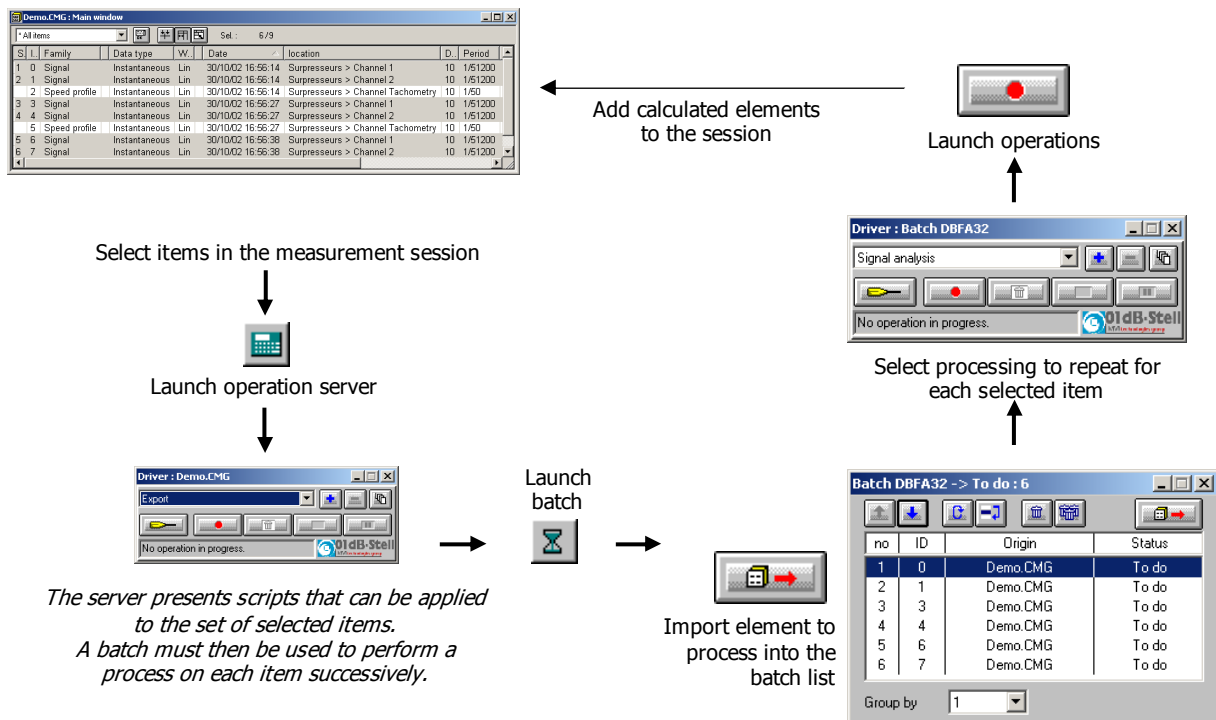 Demo.CMG : Main window
* All items Sel. : 6/9
S. I.. Family Data type W.. Date location D.. Period
1 0 Signal Instantaneous Lin 30/10/02 16:56:14 Surpresseurs > Channel 1 10 1/51200
2 1 Signal Instantaneous Lin 30/10/02 16:56:14 Surpresseurs > Channel 2 10 1/51200
2 Speed profile Instantaneous Lin 30/10/02 16:56:14 Surpresseurs > Channel Tachometry 10 1/50
3 3 Signal Instantaneous Lin 30/10/02 16:56:27 Surpresseurs > Channel 1 10 1/51200
4 4 Signal Instantaneous Lin 30/10/02 16:56:27 Surpresseurs > Channel 2 10 1/51200
5 Speed profile Instantaneous Lin 30/10/02 16:56:27 Surpresseurs > Channel Tachometry 10 1/50
5 6 Signal Instantaneous Lin 30/10/02 16:56:38 Surpresseurs > Channel 1 10 1/51200
6 7 Signal Instantaneous Lin 30/10/02 16:56:38 Surpresseurs > Channel 2 10 1/51200
Add calculated elements
to the session
Launch operations
Select items in the measurement session
Launch operation server
Driver : Demo.CMG
Export
No operation in progress.
01dB-Stell
The server presents scripts that can be applied
to the set of selected items.
A batch must then be used to perform a
process on each item successively.
Launch
batch
Import element to
process into the
batch list
Driver : Batch DBFA32
Signal analysis
No operation in progress.
01dB-Stell
Select processing to repeat for
each selected item
Batch DBFA32 -> To do : 6
no ID Origin Status
1 0 Demo.CMG To do
2 1 Demo.CMG To do
3 3 Demo.CMG To do
4 4 Demo.CMG To do
5 6 Demo.CMG To do
6 7 Demo.CMG To do
Group by 1